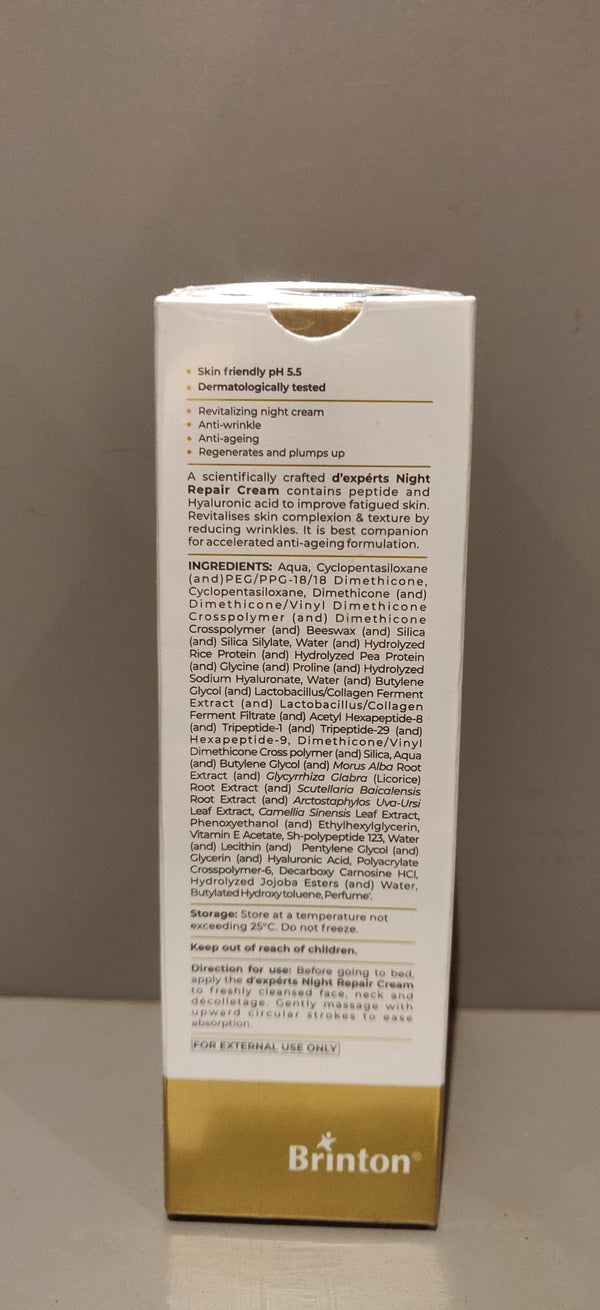 • Skin friendly pH 5.5
• Dermatologically tested
• Revitalizing night cream
• Anti-wrinkle
• Anti-ageing
• Regenerates and plumps up
A scientifically crafted d'expérts Night
Repair Cream contains peptide and
Hyaluronic acid to improve fatigued skin.
Revitalises skin complexion & texture by
reducing wrinkles. It is best companion
for accelerated anti-ageing formulation.
INGREDIENTS: Aqua, Cyclopentasiloxane
(and)PEG/PPG-18/18 Dimethicone,
Cyclopentasiloxane, Dimethicone (and)
Dimethicone/Vinyl Dimethicone
Crosspolymer (and) Dimethicone
Crosspolymer (and) Beeswax (and) Silica
(and) Silica Silylate, Water (and) Hydrolyzed
Rice Protein (and) Hydrolyzed Pea Protein
(and) Glycine (and) Proline (and) Hydrolyzed
Sodium Hyaluronate, Water (and) Butylene
Glycol (and) Lactobacillus/Collagen Ferment
Extract (and) Lactobacillus/Collagen
Ferment Filtrate (and) Acetyl Hexapeptide-8
(and) Tripeptide-1 (and) Tripeptide-29 (and)
Hexapeptide-9, Dimethicone/Vinyl
Dimethicone Cross polymer (and) Silica, Aqua
(and) Butylene Glycol (and) Morus Alba Root
Extract (and) Glycyrrhiza Glabra (Licorice)
Root Extract (and) Scutellaria Baicalensis
Root Extract (and) Arctostaphylos Uva-Ursi
Leaf Extract, Camellia Sinensis Leaf Extract,
Phenoxyethanol (and) Ethylhexylglycerin,
Vitamin E Acetate, Sh-polypeptide 123, Water
(and) Lecithin (and) Pentylene Glycol (and)
Glycerin (and) Hyaluronic Acid, Polyacrylate
Crosspolymer-6, Decarboxy Carnosine HCl,
Hydrolyzed Jojoba Esters (and) Water,
Butylated Hydroxy toluene, Perfume*.
Storage: Store at a temperature not
exceeding 25°C. Do not freeze.
Keep out of reach of children.
Direction for use: Before going to bed,
apply the d'expérts Night Repair Cream
to freshly cleansed face, neck and
décolletage. Gently massage with
upward circular strokes to ease
absorption.
FOR EXTERNAL USE ONLY
Brinton®